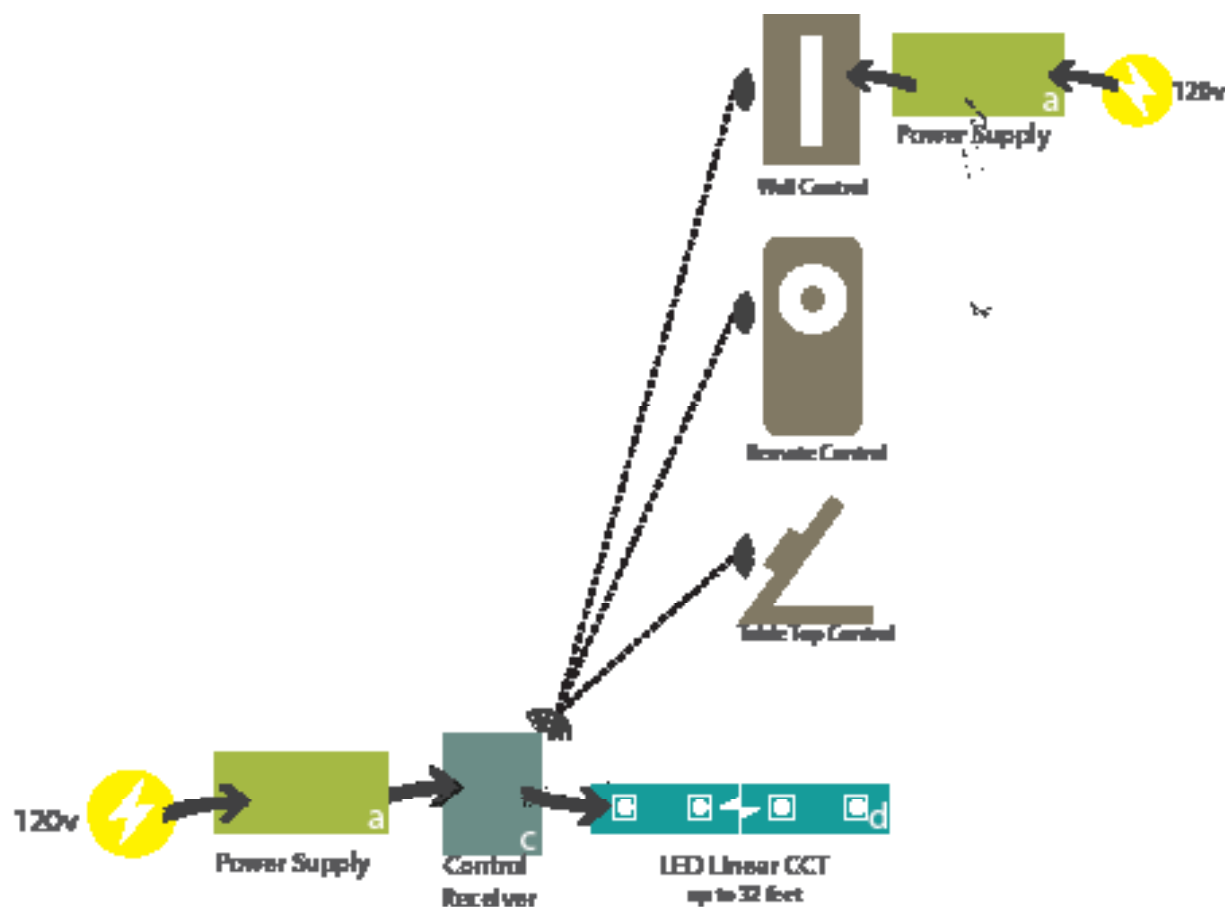 120v
a
Power Supply
Wall Control
Remote Control
Table Top Control
120v
a
Power Supply
c
Control
Receiver
d
LED Linear CCT
up to 32 feet